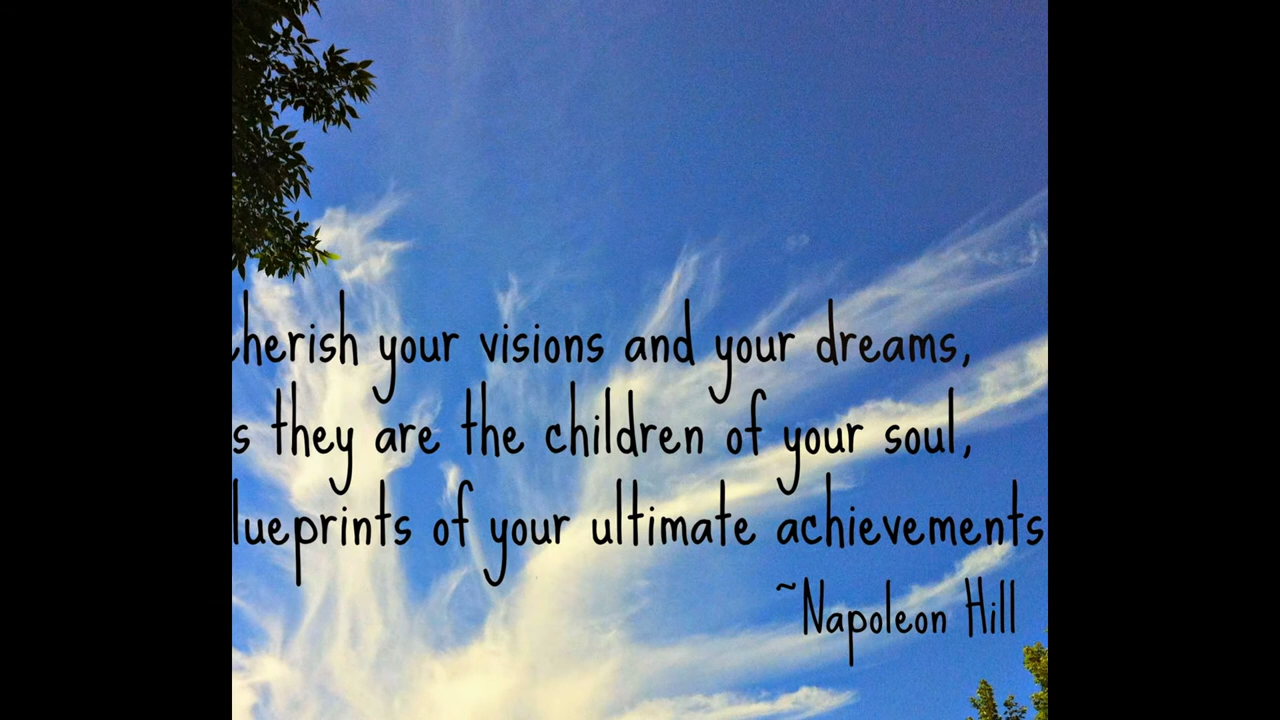 herish your visions and your dreams,
s they are the children of your soul,
lueprints of your ultimate achievements
~Napoleon Hill